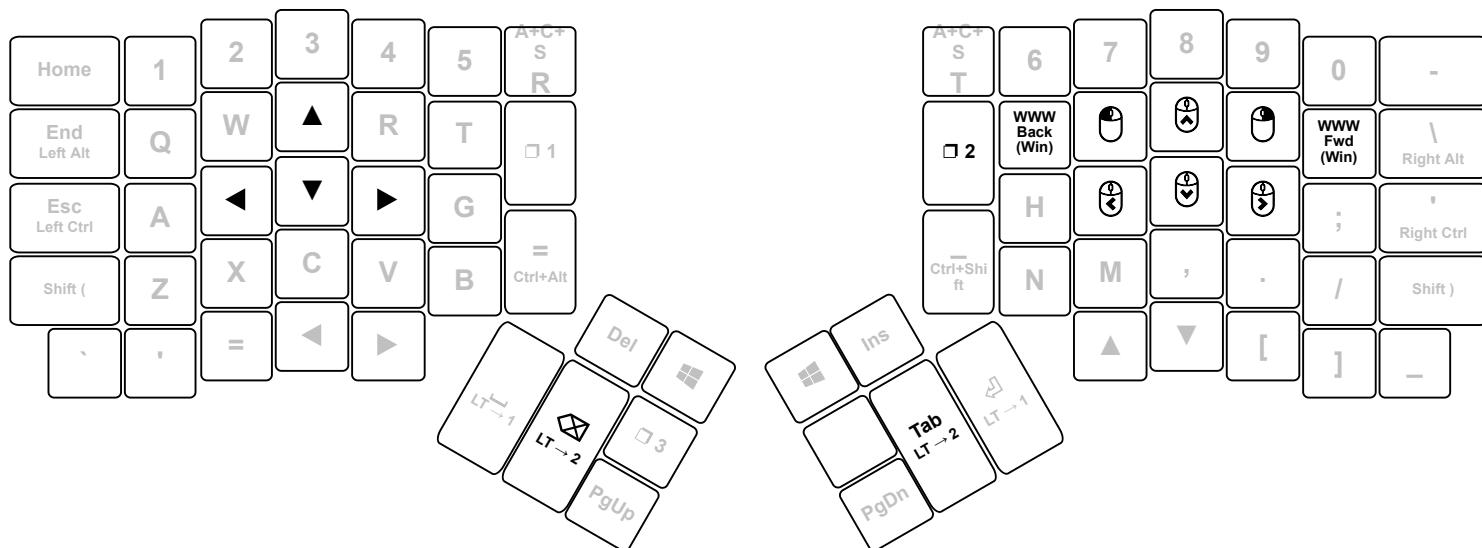 Home
1
2
3
4
5
A+C+
S
R
A+C+
S
T
6
7
8
9
0
-
End
Left Alt
Q
W
▲
R
T
❐ 1
❐ 2
WWW
Back
(Win)
WWW
Fwd
(Win)
\
Right Alt
Esc
Left Ctrl
A
◀
▼
▶
G
H
;
'
Right Ctrl
Shift (
Z
X
C
V
B
=
Ctrl+Alt
_
Ctrl+Shi
ft
N
M
,
.
/
Shift )
`
'
=
◀
▶
▲
▼
[
]
_
Del
LT → 1
LT → 2
❐ 3
PgUp
Ins
Tab
LT → 2
LT → 1
PgDn